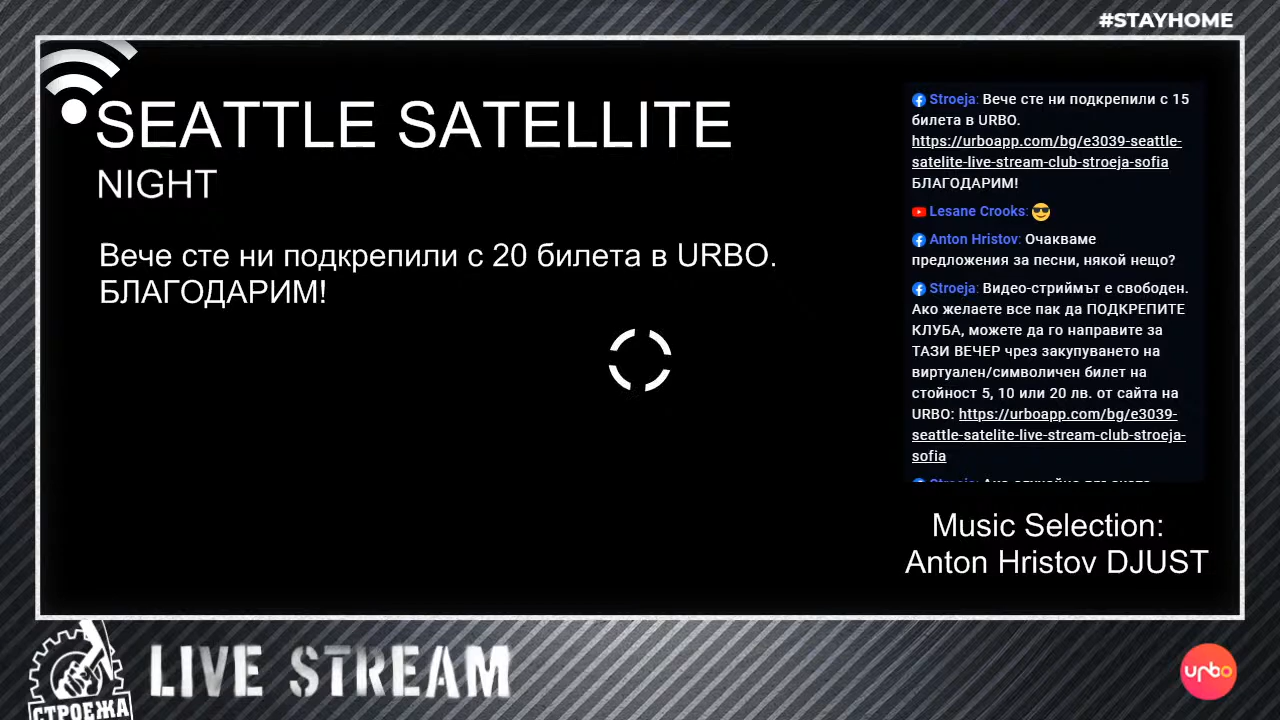 #STAYHOME
SEATTLE SATELLITE
NIGHT
Вече сте ни подкрепили с 20 билета в URBO.
БЛАГОДАРИМ!
Stroeja: Вече сте ни подкрепили с 15
билета в URBO.
https://urboapp.com/bg/e3039-seattle-
satelite-live-stream-club-stroeja-sofia
БЛАГОДАРИМ!
Lesane Crooks: 😎
Anton Hristov: Очакваме
предложения за песни, някой нещо?
Stroeja: Видео-стриймът е свободен.
Ако желаете все пак да ПОДКРЕПИТЕ
КЛУБА, можете да го направите за
ТАЗИ ВЕЧЕР чрез закупуването на
виртуален/символичен билет на
стойност 5, 10 или 20 лв. от сайта на
URBO: https://urboapp.com/bg/e3039-
seattle-satelite-live-stream-club-stroeja-
sofia
Music Selection:
Anton Hristov DJUST
СТРОЕЖА
LIVE STREAM
urbo